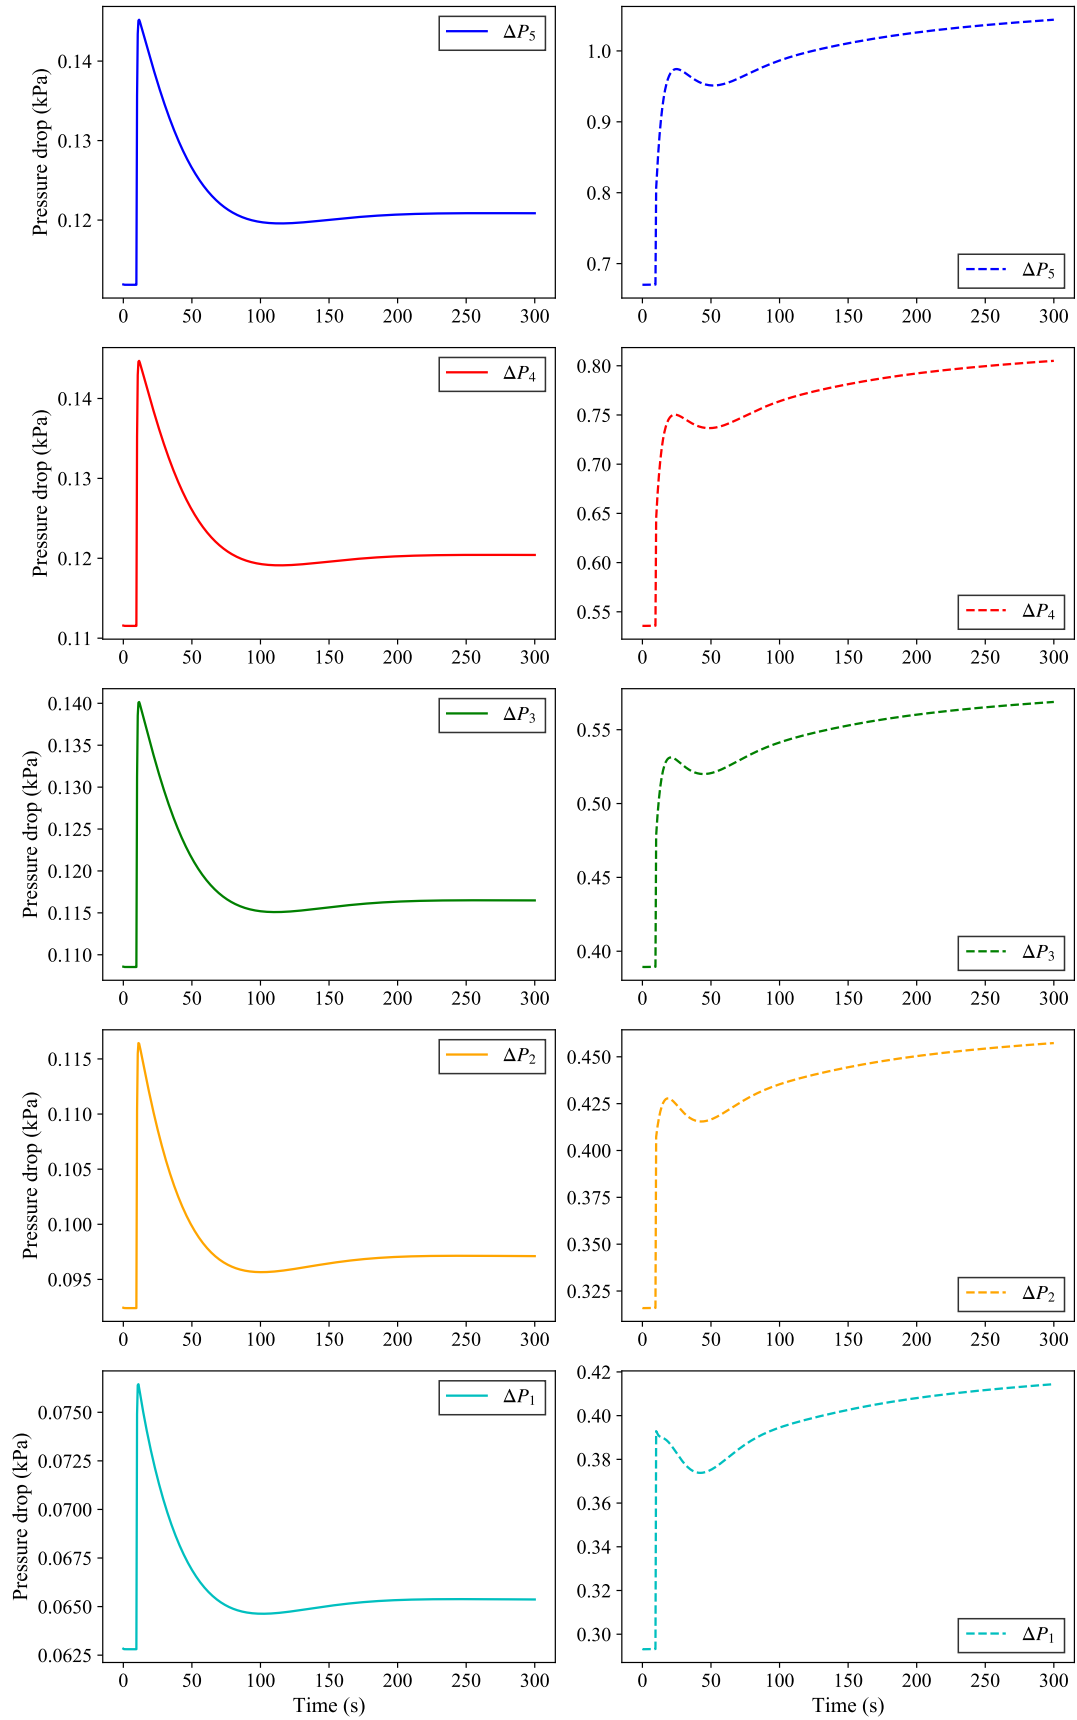 Pressure drop (kPa)
0.14
0.13
0.12
ΔP5
0 50 100 150 200 250 300
1.0
0.9
0.8
0.7
ΔP5
0 50 100 150 200 250 300
Pressure drop (kPa)
0.14
0.13
0.12
0.11
ΔP4
0 50 100 150 200 250 300
0.80
0.75
0.70
0.65
0.60
0.55
ΔP4
0 50 100 150 200 250 300
Pressure drop (kPa)
0.140
0.135
0.130
0.125
0.120
0.115
0.110
ΔP3
0 50 100 150 200 250 300
0.55
0.50
0.45
0.40
ΔP3
0 50 100 150 200 250 300
Pressure drop (kPa)
0.115
0.110
0.105
0.100
0.095
ΔP2
0 50 100 150 200 250 300
0.450
0.425
0.400
0.375
0.350
0.325
ΔP2
0 50 100 150 200 250 300
Pressure drop (kPa)
0.0750
0.0725
0.0700
0.0675
0.0650
0.0625
ΔP1
0 50 100 150 200 250 300
Time (s)
0.42
0.40
0.38
0.36
0.34
0.32
0.30
ΔP1
0 50 100 150 200 250 300
Time (s)